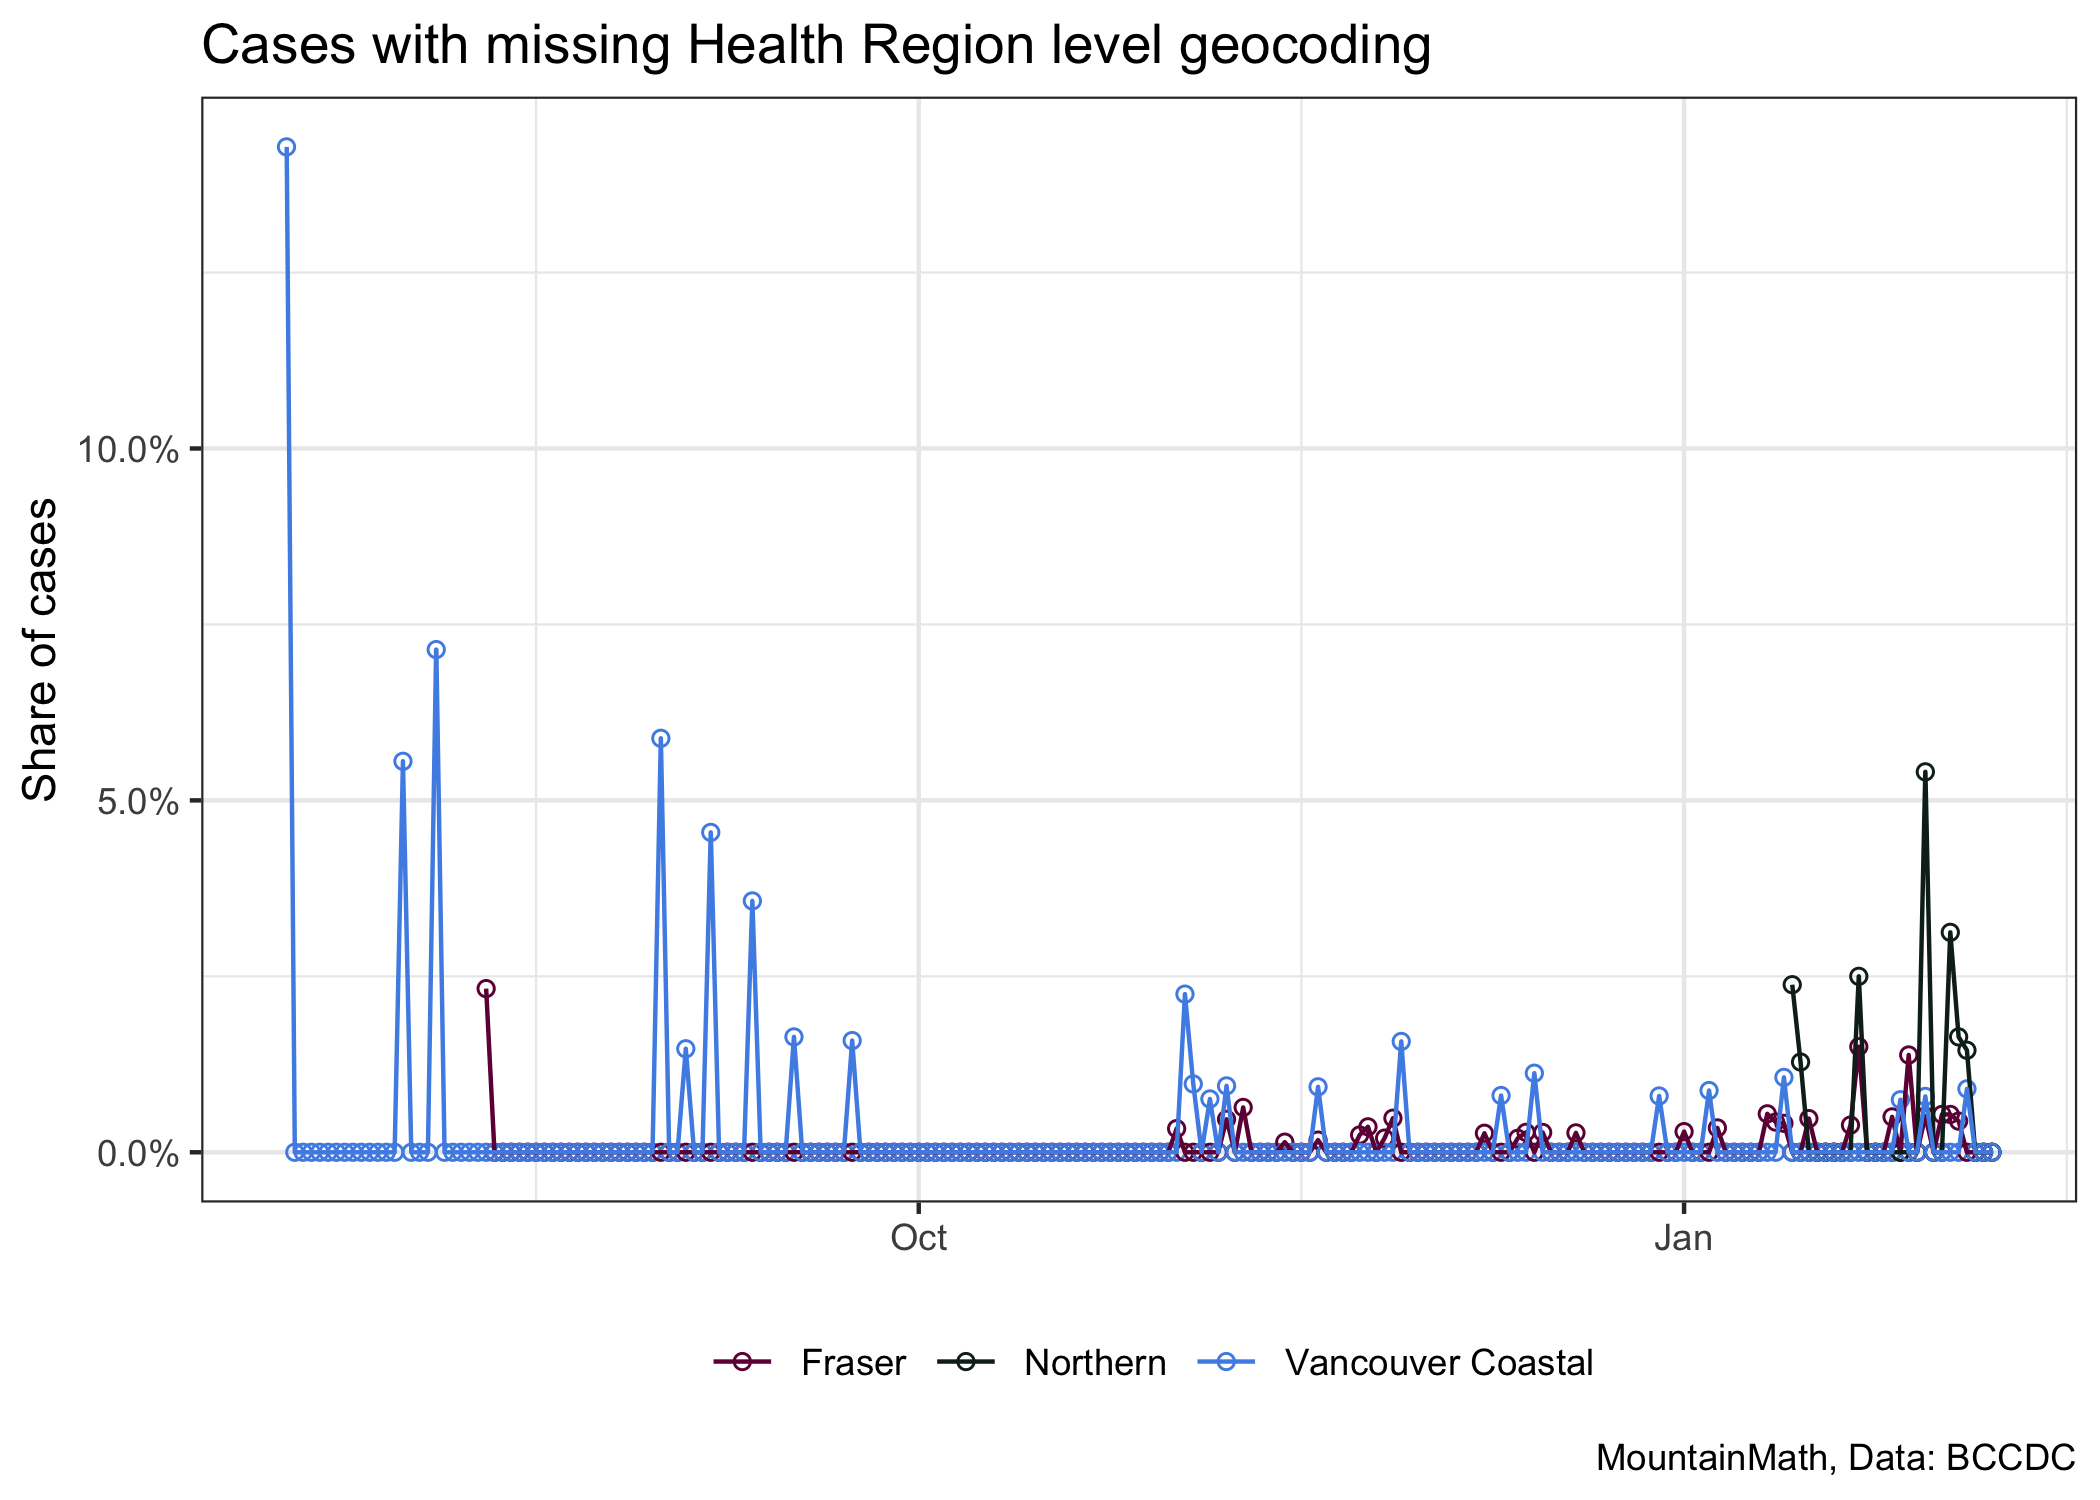 Cases with missing Health Region level geocoding
Share of cases
10.0%
5.0%
0.0%
Oct
Jan
Fraser
Northern
Vancouver Coastal
MountainMath, Data: BCCDC